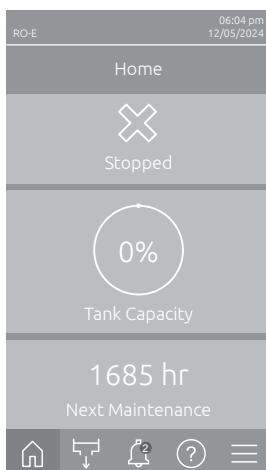 06:04 pm
RO-E 12/05/2024
Home
Stopped
0%
Tank Capacity
1685 hr
Next Maintenance
2
?